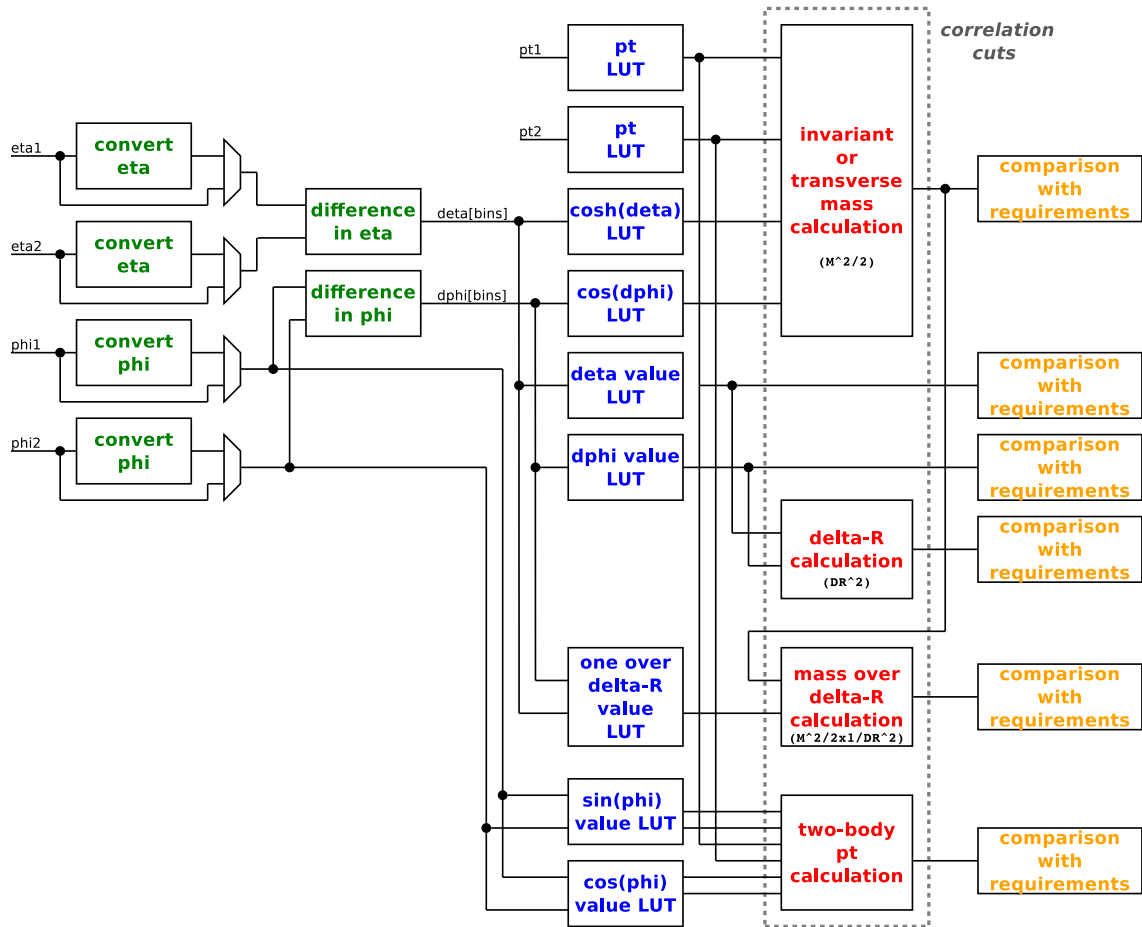 correlation
cuts
pt1
pt
LUT
pt2
pt
LUT
eta1
convert
eta
eta2
convert
eta
difference
in eta
deta[bins]
cosh(deta)
LUT
difference
in phi
dphi[bins]
cos(dphi)
LUT
invariant
or
transverse
mass
calculation
(M^2/2)
comparison
with
requirements
phi1
convert
phi
phi2
convert
phi
deta value
LUT
comparison
with
requirements
dphi value
LUT
comparison
with
requirements
delta-R
calculation
(DR^2)
comparison
with
requirements
one over
delta-R
value
LUT
mass over
delta-R
calculation
(M^2/2x1/DR^2)
comparison
with
requirements
sin(phi)
value LUT
cos(phi)
value LUT
two-body
pt
calculation
comparison
with
requirements